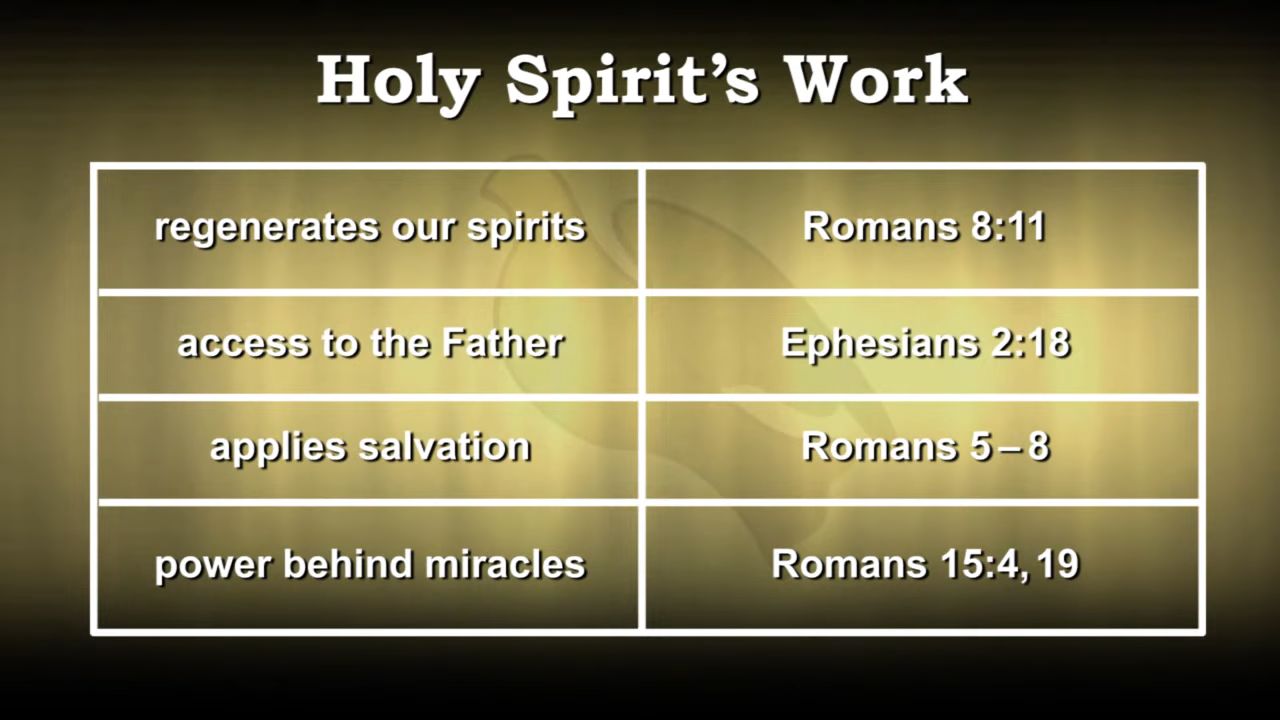 Holy Spirit’s Work
regenerates our spirits Romans 8:11
access to the Father Ephesians 2:18
applies salvation Romans 5 – 8
power behind miracles Romans 15:4, 19